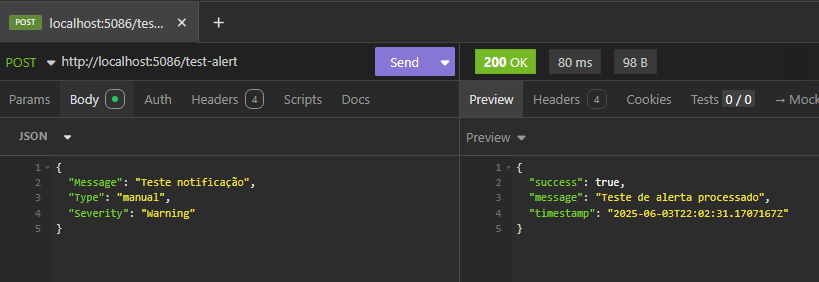 POST localhost:5086/tes...
POST http://localhost:5086/test-alert Send
200 OK 80 ms 98 B
Params Body Auth Headers 4 Scripts Docs
Preview Headers 4 Cookies Tests 0 / 0 → Mock
JSON
Preview
1 {
2 "Message": "Teste notificação",
3 "Type": "manual",
4 "Severity": "Warning"
5 }
1 {
2 "success": true,
3 "message": "Teste de alerta processado",
4 "timestamp": "2025-06-03T22:02:31.1707167Z"
5 }